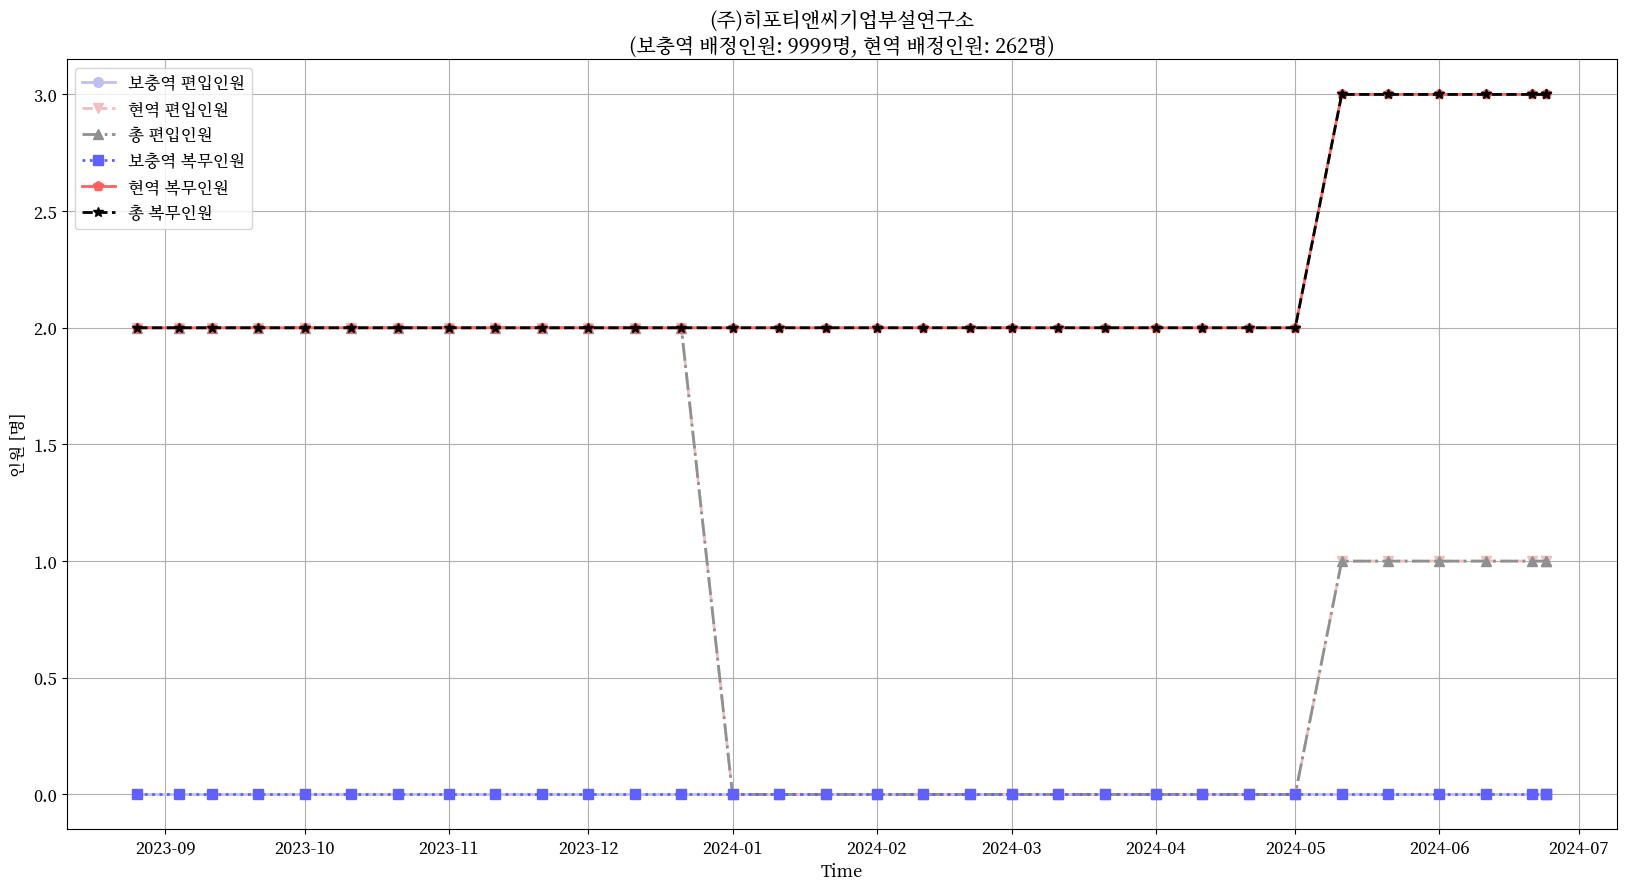 (주)히포티앤씨기업부설연구소
(보충역 배정인원: 9999명, 현역 배정인원: 262명)
보충역 편입인원
현역 편입인원
총 편입인원
보충역 복무인원
현역 복무인원
총 복무인원
3.0
2.5
2.0
1.5
1.0
0.5
0.0
인원 [명]
2023-09 2023-10 2023-11 2023-12 2024-01 2024-02 2024-03 2024-04 2024-05 2024-06 2024-07
Time